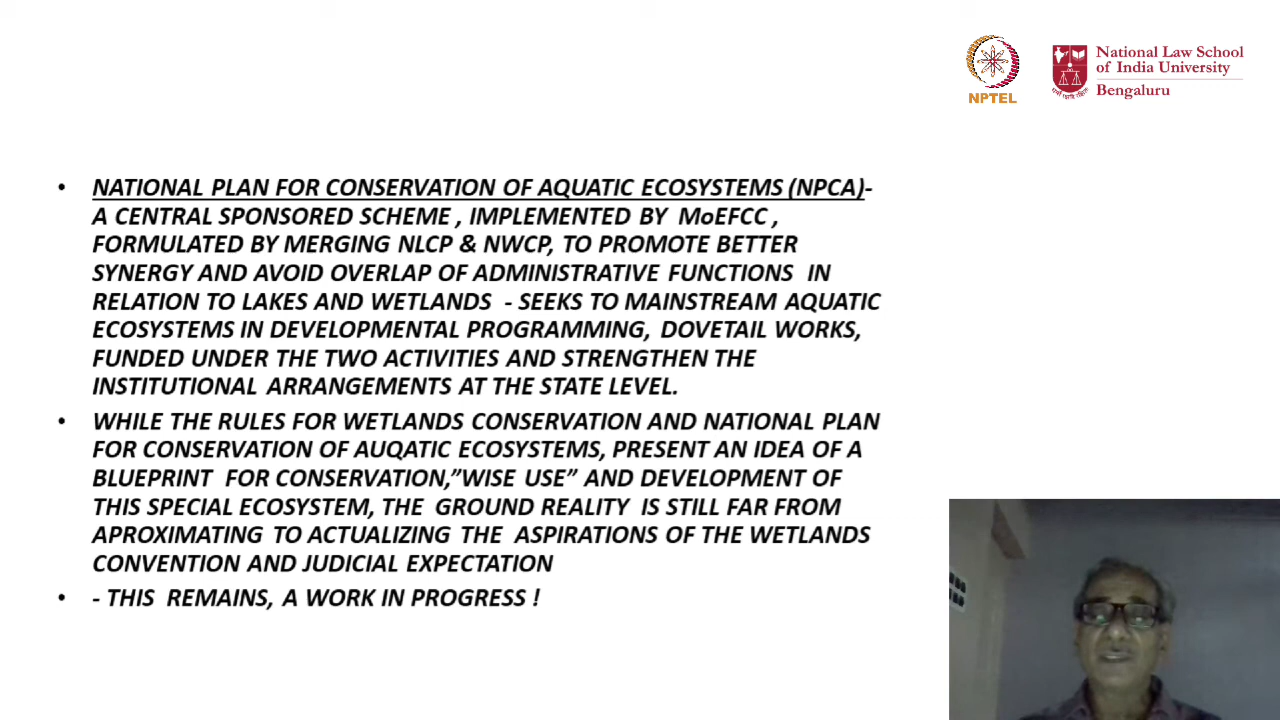 NPTEL
National Law School
of India University
Bengaluru
• NATIONAL PLAN FOR CONSERVATION OF AQUATIC ECOSYSTEMS (NPCA)-
A CENTRAL SPONSORED SCHEME , IMPLEMENTED BY MoEFCC ,
FORMULATED BY MERGING NLCP & NWCP, TO PROMOTE BETTER
SYNERGY AND AVOID OVERLAP OF ADMINISTRATIVE FUNCTIONS IN
RELATION TO LAKES AND WETLANDS - SEEKS TO MAINSTREAM AQUATIC
ECOSYSTEMS IN DEVELOPMENTAL PROGRAMMING, DOVETAIL WORKS,
FUNDED UNDER THE TWO ACTIVITIES AND STRENGTHEN THE
INSTITUTIONAL ARRANGEMENTS AT THE STATE LEVEL.
• WHILE THE RULES FOR WETLANDS CONSERVATION AND NATIONAL PLAN
FOR CONSERVATION OF AUQATIC ECOSYSTEMS, PRESENT AN IDEA OF A
BLUEPRINT FOR CONSERVATION,”WISE USE” AND DEVELOPMENT OF
THIS SPECIAL ECOSYSTEM, THE GROUND REALITY IS STILL FAR FROM
APROXIMATING TO ACTUALIZING THE ASPIRATIONS OF THE WETLANDS
CONVENTION AND JUDICIAL EXPECTATION
• - THIS REMAINS, A WORK IN PROGRESS !